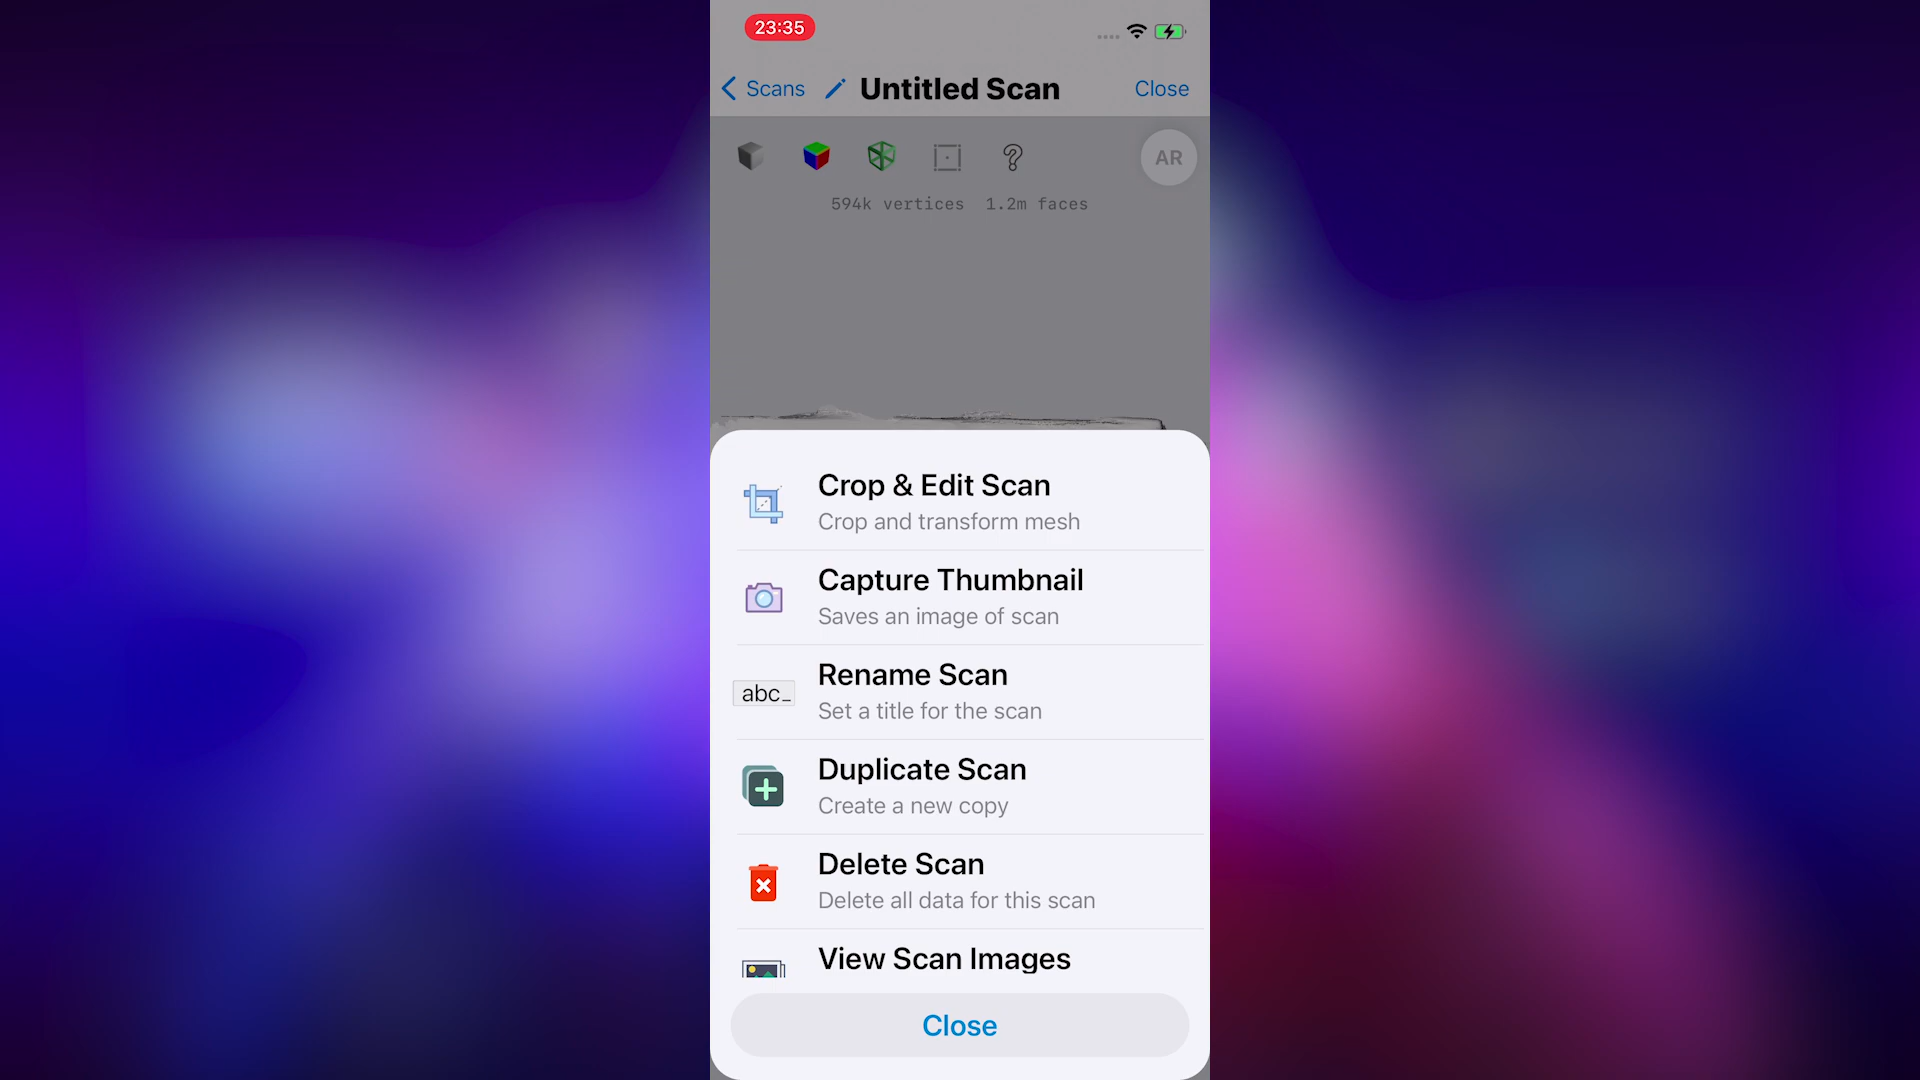 23:35
Scans
Untitled Scan
Close
AR
594k vertices 1.2m faces
Crop & Edit Scan
Crop and transform mesh
Capture Thumbnail
Saves an image of scan
abc_
Rename Scan
Set a title for the scan
Duplicate Scan
Create a new copy
Delete Scan
Delete all data for this scan
View Scan Images
Close